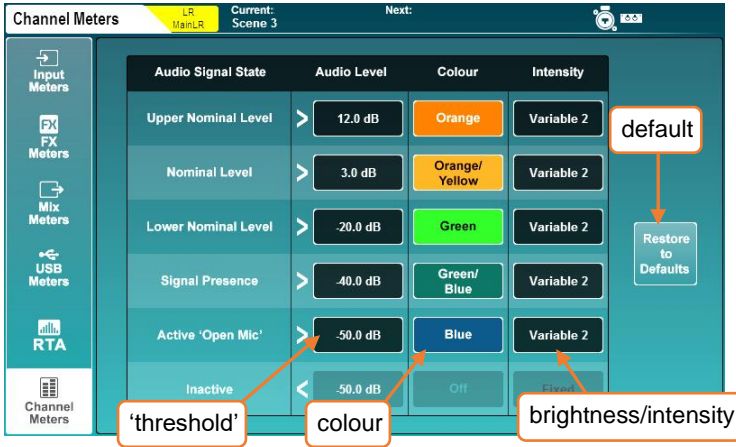 Channel Meters
LR
MainLR
Current:
Scene 3
Next:
Input
Meters
FX
FX
Meters
Mix
Meters
USB
Meters
RTA
Channel
Meters
Audio Signal State Audio Level Colour Intensity
Upper Nominal Level > 12.0 dB Orange Variable 2
Nominal Level > 3.0 dB Orange/
Yellow Variable 2
Lower Nominal Level > -20.0 dB Green Variable 2
Signal Presence > -40.0 dB Green/
Blue Variable 2
Active 'Open Mic' > -50.0 dB Blue Variable 2
Inactive < -50.0 dB Off Fixed
default
Restore
to
Defaults
‘threshold’
colour
brightness/intensity